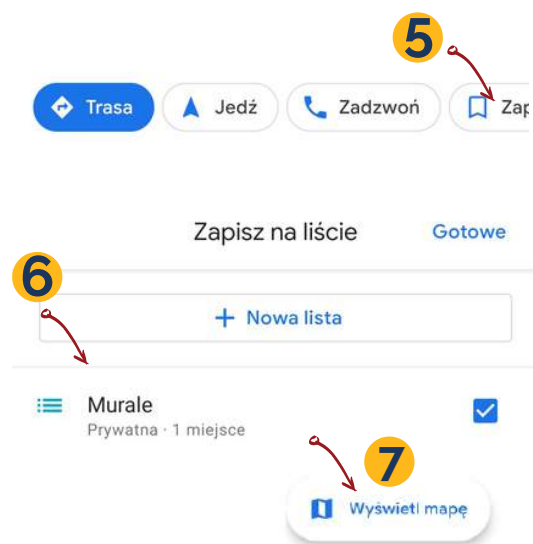 5
Trasa Jedź Zadzwoń Zap
Zapisz na liście Gotowe
6
+ Nowa lista
Murale
Prywatna · 1 miejsce
7
Wyświetl mapę